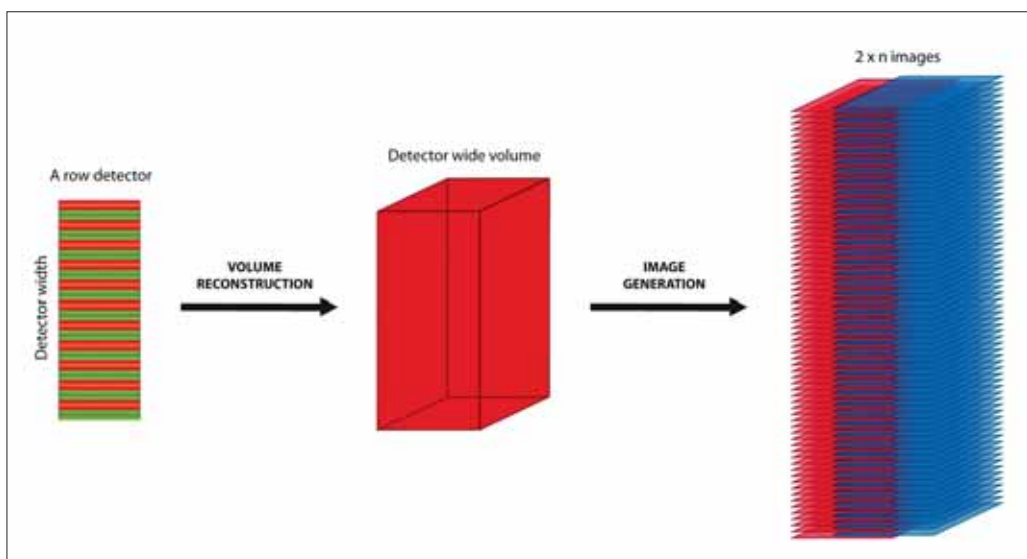 A row detector
Detector width
VOLUME
RECONSTRUCTION
Detector wide volume
IMAGE
GENERATION
2 x n images